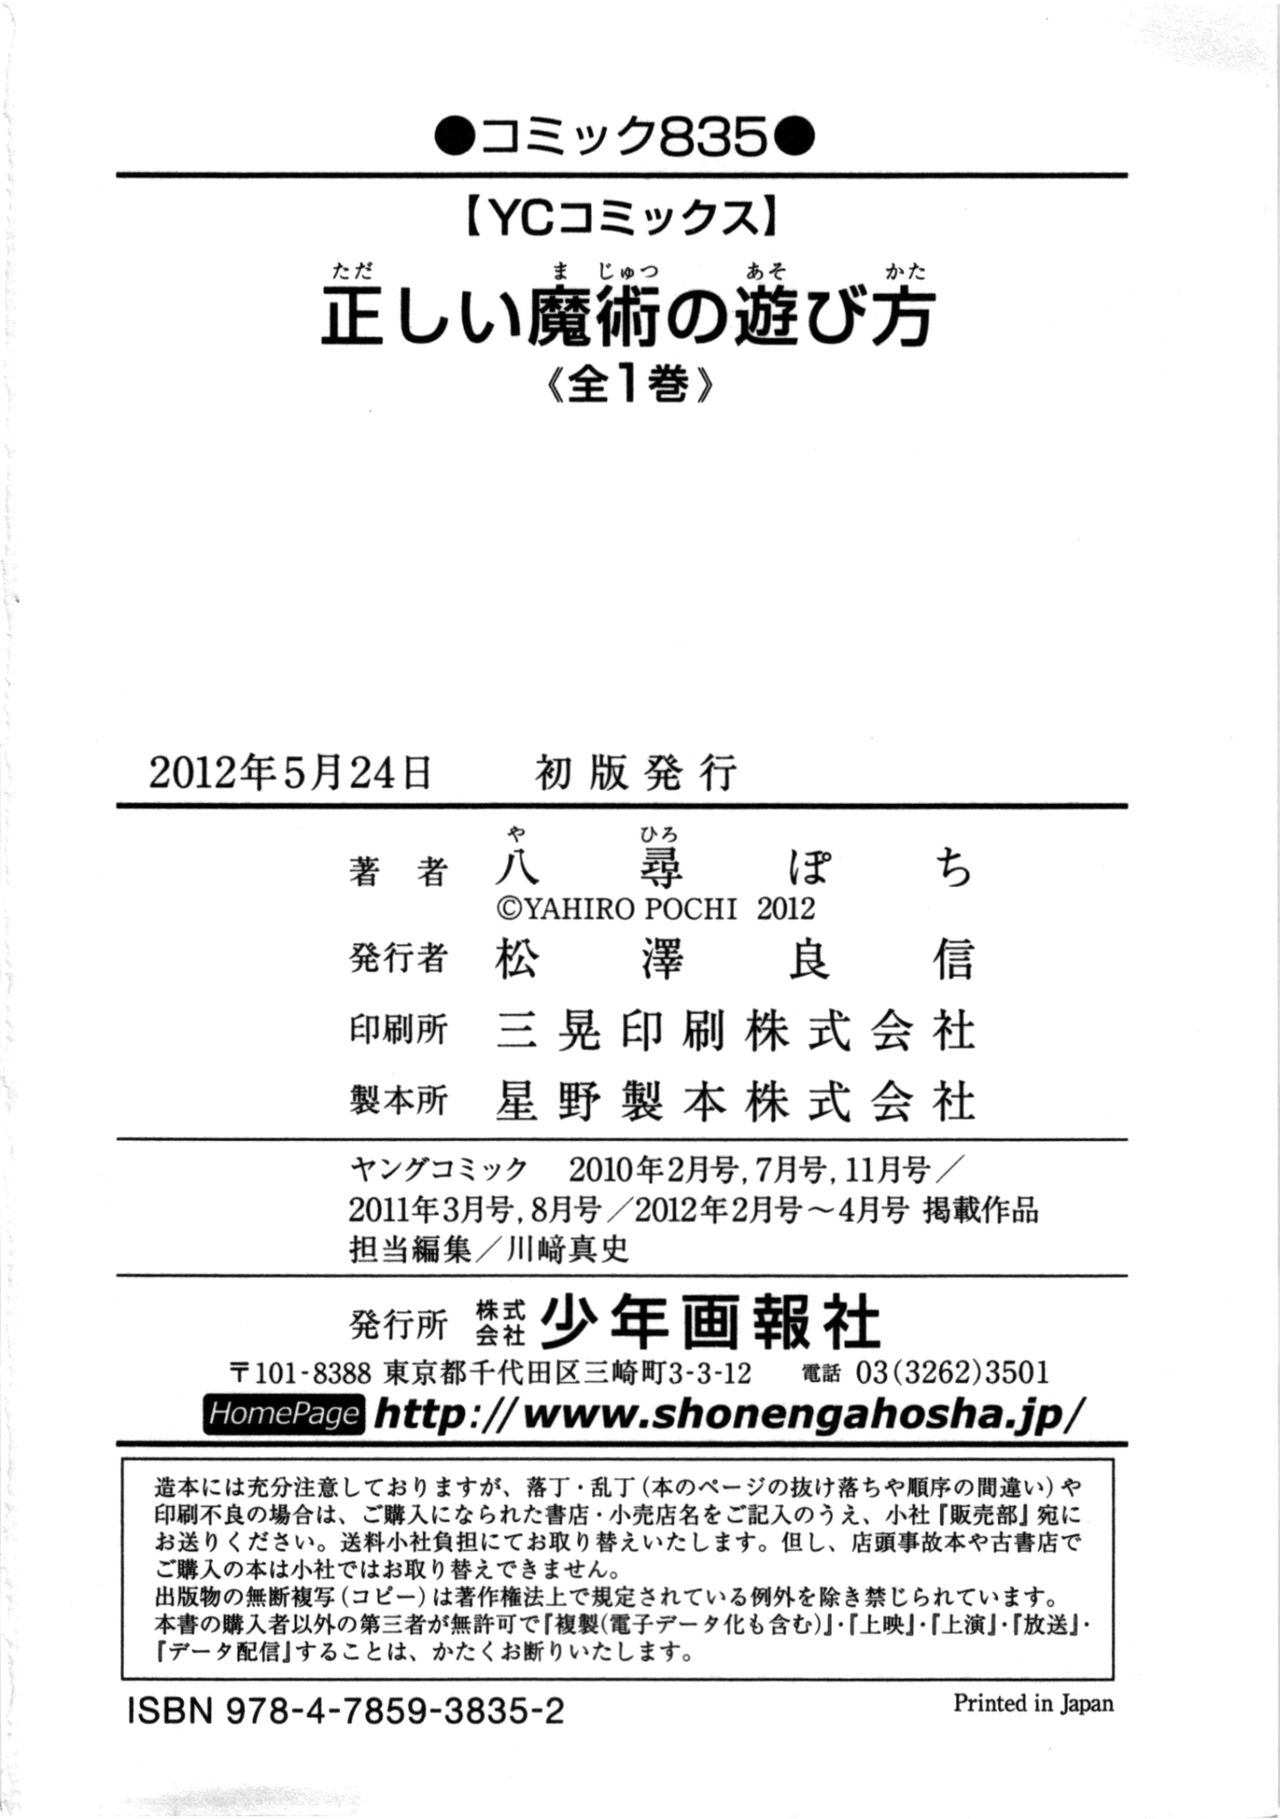 ●コミック835●
【YCコミックス】
ただ ま じゅつ あそ かた
正しい魔術の遊び方
《全1巻》
2012年5月24日 初版発行
や ひろ
著者 八尋ぽち
©YAHIRO POCHI 2012
発行者 松澤良信
印刷所 三晃印刷株式会社
製本所 星野製本株式会社
ヤングコミック 2010年2月号,7月号,11月号／
2011年3月号,8月号／2012年2月号〜4月号 掲載作品
担当編集／川﨑真史
発行所 株式会社 少年画報社
〒101-8388 東京都千代田区三崎町3-3-12 電話 03(3262)3501
HomePage http://www.shonengahosha.jp/
造本には充分注意しておりますが、落丁・乱丁(本のページの抜け落ちや順序の間違い)や
印刷不良の場合は、ご購入になられた書店・小売店名をご記入のうえ、小社『販売部』宛に
お送りください。送料小社負担にてお取り替えいたします。但し、店頭事故本や古書店で
ご購入の本は小社ではお取り替えできません。
出版物の無断複写(コピー)は著作権法上で規定されている例外を除き禁じられています。
本書の購入者以外の第三者が無許可で『複製(電子データ化も含む)』・『上映』・『上演』・『放送』・
『データ配信』することは、かたくお断りいたします。
ISBN 978-4-7859-3835-2
Printed in Japan